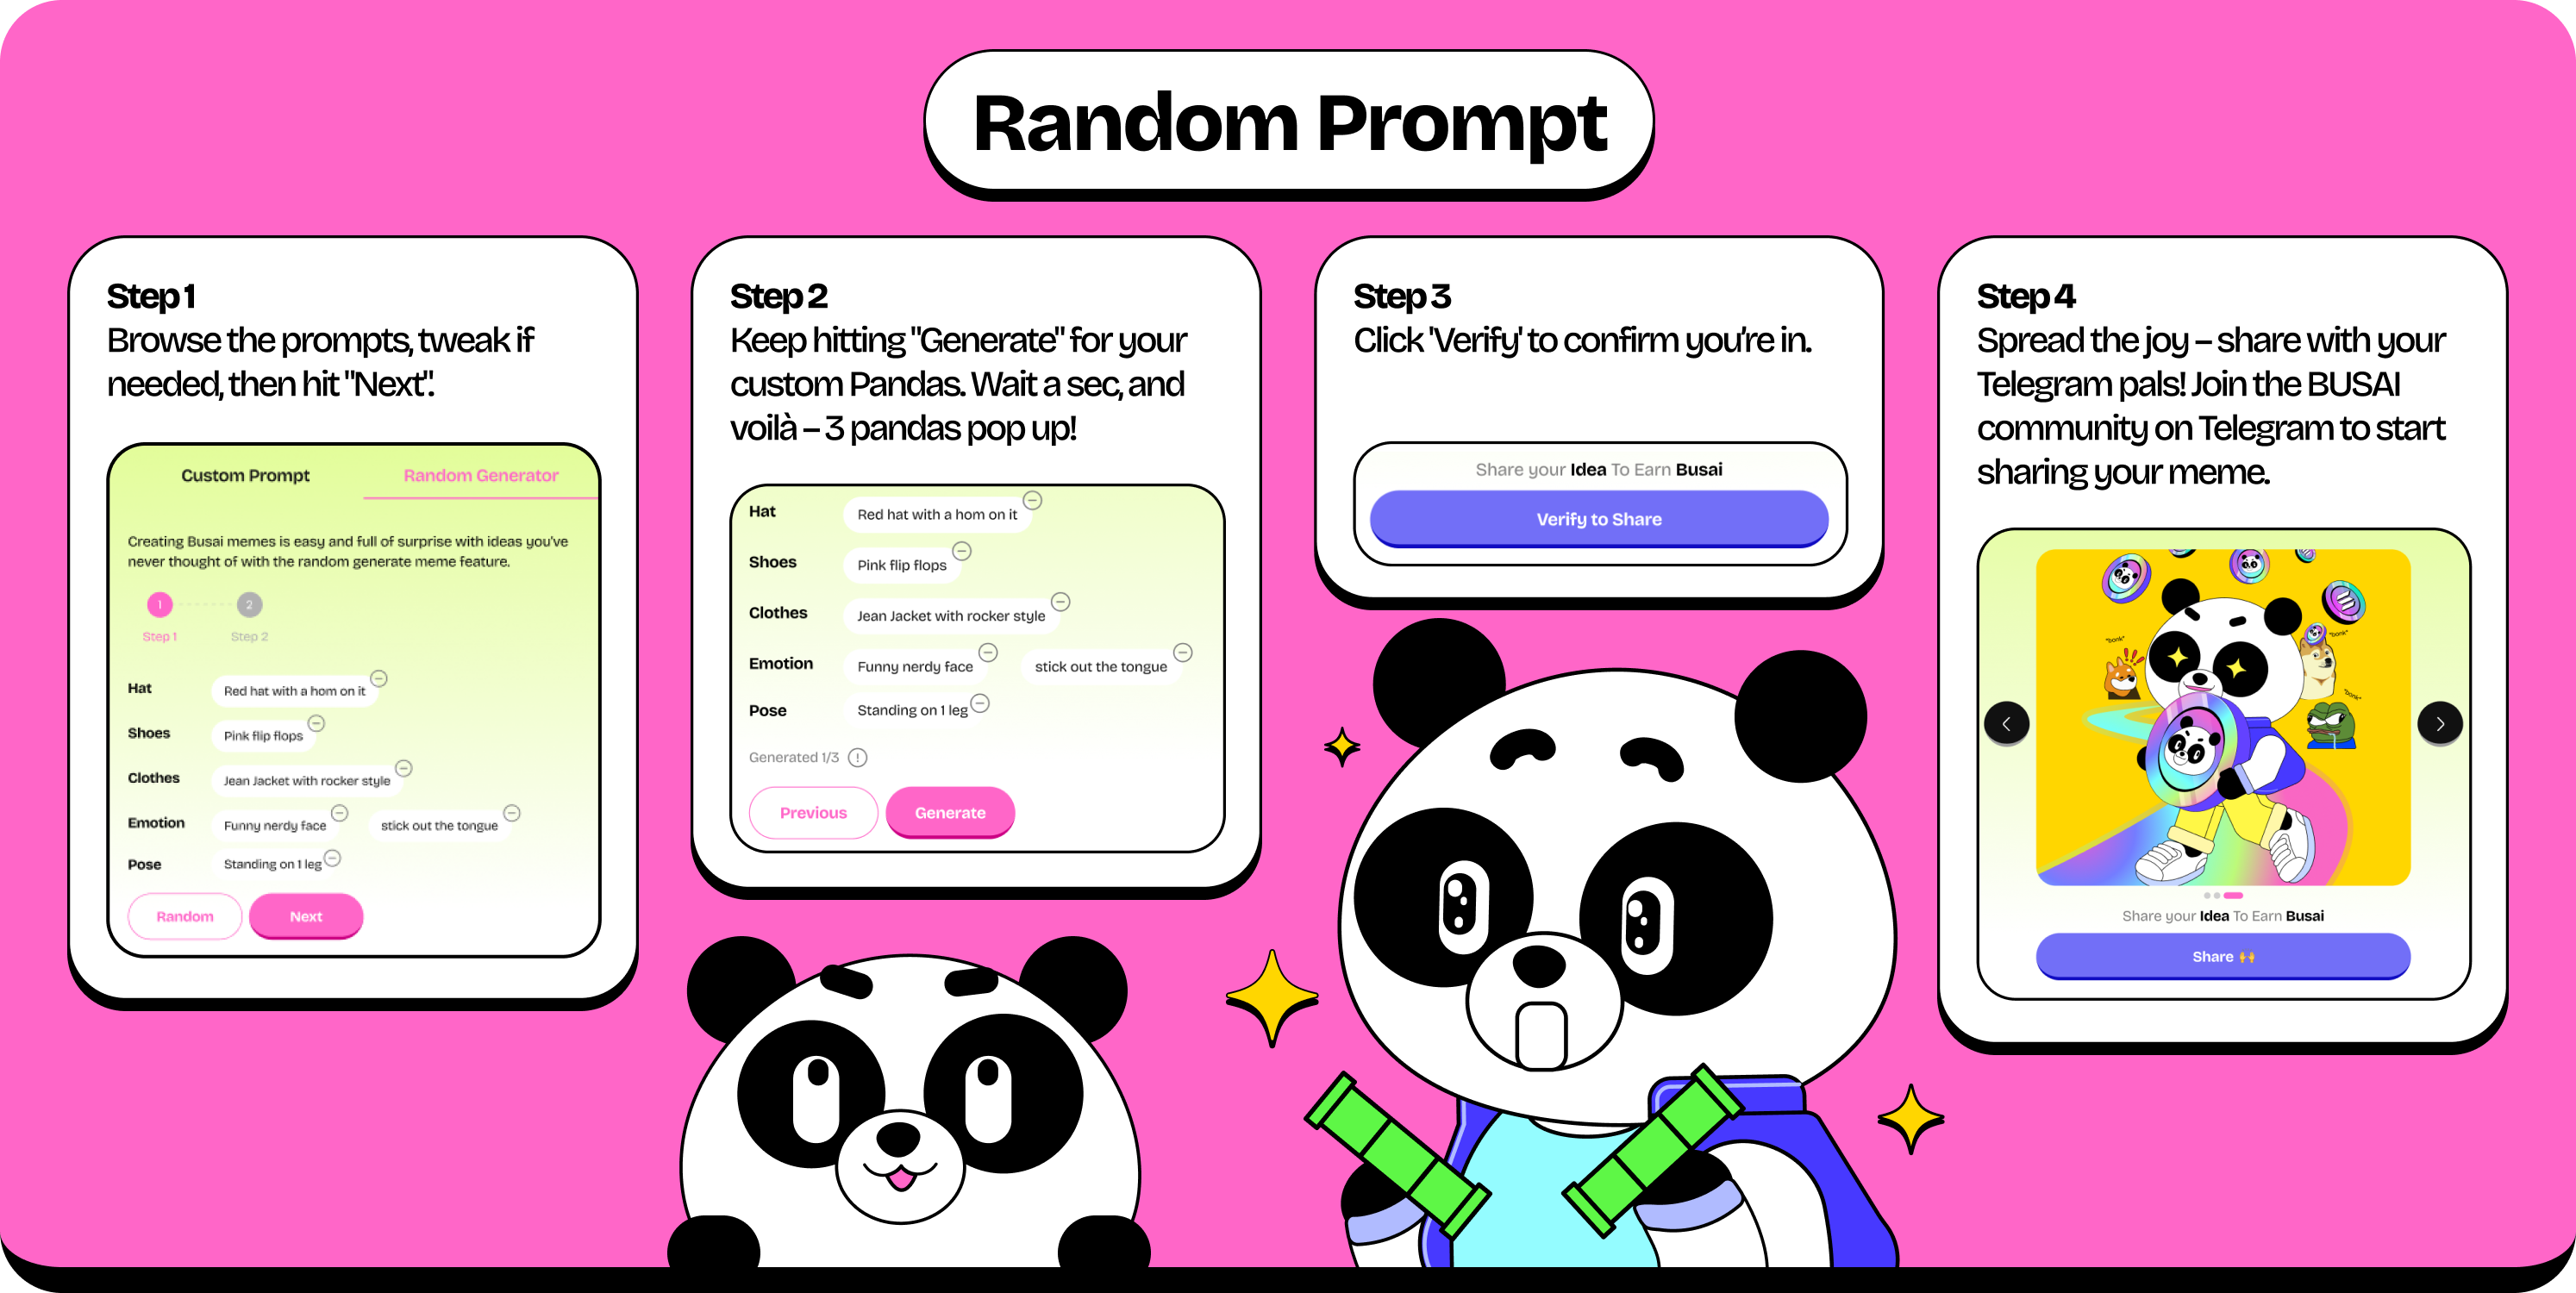 Random Prompt
Step 1
Browse the prompts, tweak if
needed, then hit "Next".
Custom Prompt
Random Generator
Creating Busai memes is easy and full of surprise with ideas you've
never thought of with the random generate meme feature.
1
2
Step 1
Step 2
Hat
Red hat with a hom on it
Shoes
Pink flip flops
Clothes
Jean Jacket with rocker style
Emotion
Funny nerdy face
stick out the tongue
Pose
Standing on 1 leg
Random
Next
Step 2
Keep hitting "Generate" for your
custom Pandas. Wait a sec, and
voilà – 3 pandas pop up!
Hat
Red hat with a hom on it
Shoes
Pink flip flops
Clothes
Jean Jacket with rocker style
Emotion
Funny nerdy face
stick out the tongue
Pose
Standing on 1 leg
Generated 1/3
!
Previous
Generate
Step 3
Click 'Verify' to confirm you're in.
Share your Idea To Earn Busai
Verify to Share
Step 4
Spread the joy – share with your
Telegram pals! Join the BUSAI
community on Telegram to start
sharing your meme.
"bonk"
"bonk"
"bonk"
Share your Idea To Earn Busai
Share 🙌